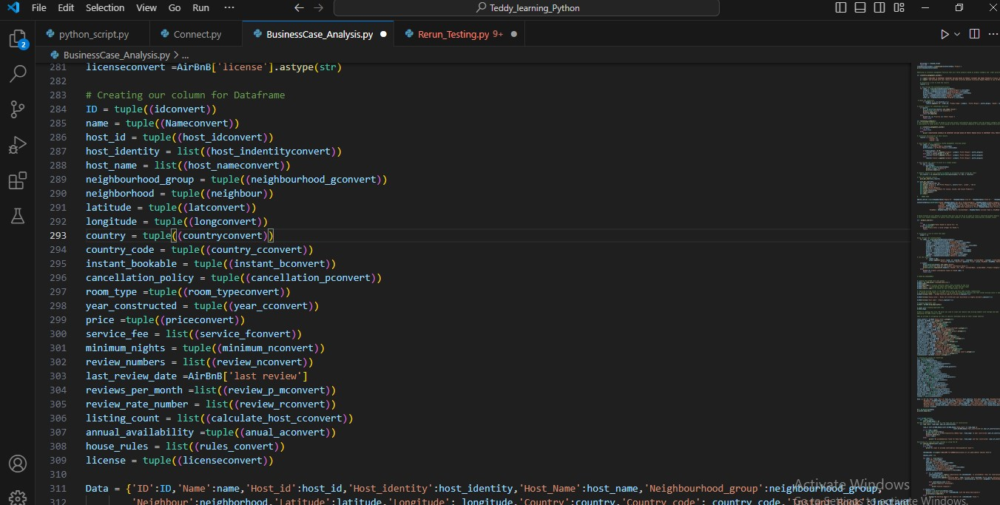 File Edit Selection View Go Run ··· Teddy_learning_Python
python_script.py Connect.py BusinessCase_Analysis.py Rerun_Testing.py 9+
2
BusinessCase_Analysis.py > ...
281 licenseconvert =AirBnB['license'].astype(str)
282
283 # Creating our column for Dataframe
284 ID = tuple((idconvert))
285 name = tuple((Nameconvert))
286 host_id = tuple((host_idconvert))
287 host_identity = list((host_indentityconvert))
288 host_name = list((host_nameconvert))
289 neighbourhood_group = tuple((neighbourhood_gconvert))
290 neighborhood = tuple((neighbour))
291 latitude = tuple((latconvert))
292 longitude = tuple((longconvert))
293 country = tuple((countryconvert))
294 country_code = tuple((country_cconvert))
295 instant_bookable = tuple((instant_bconvert))
296 cancellation_policy = tuple((cancellation_pconvert))
297 room_type =tuple((room_typeconvert))
298 year_constructed = tuple((year_cconvert))
299 price =tuple((priceconvert))
300 service_fee = list((service_fconvert))
301 minimum_nights = tuple((minimum_nconvert))
302 review_numbers = list((review_nconvert))
303 last_review_date =AirBnB['last review']
304 reviews_per_month =list((review_p_mconvert))
305 review_rate_number = list((review_rconvert))
306 listing_count = list((calculate_host_cconvert))
307 annual_availability =tuple((anual_aconvert))
308 house_rules = list((rules_convert))
309 license = tuple((licenseconvert))
310
311 Data = {'ID':ID,'Name':name,'Host_id':host_id,'Host_identity':host_identity,'Host_Name':host_name,'Neighbourhood_group':neighbourhood_group,
312 'Neighbour':neighborhood,'Latitude':latitude,'Longitude': longitude,'Country':country,'Country_code': country_code,'Instant_Book':instant
Activate Windows
Go to Settings to activate Windows.